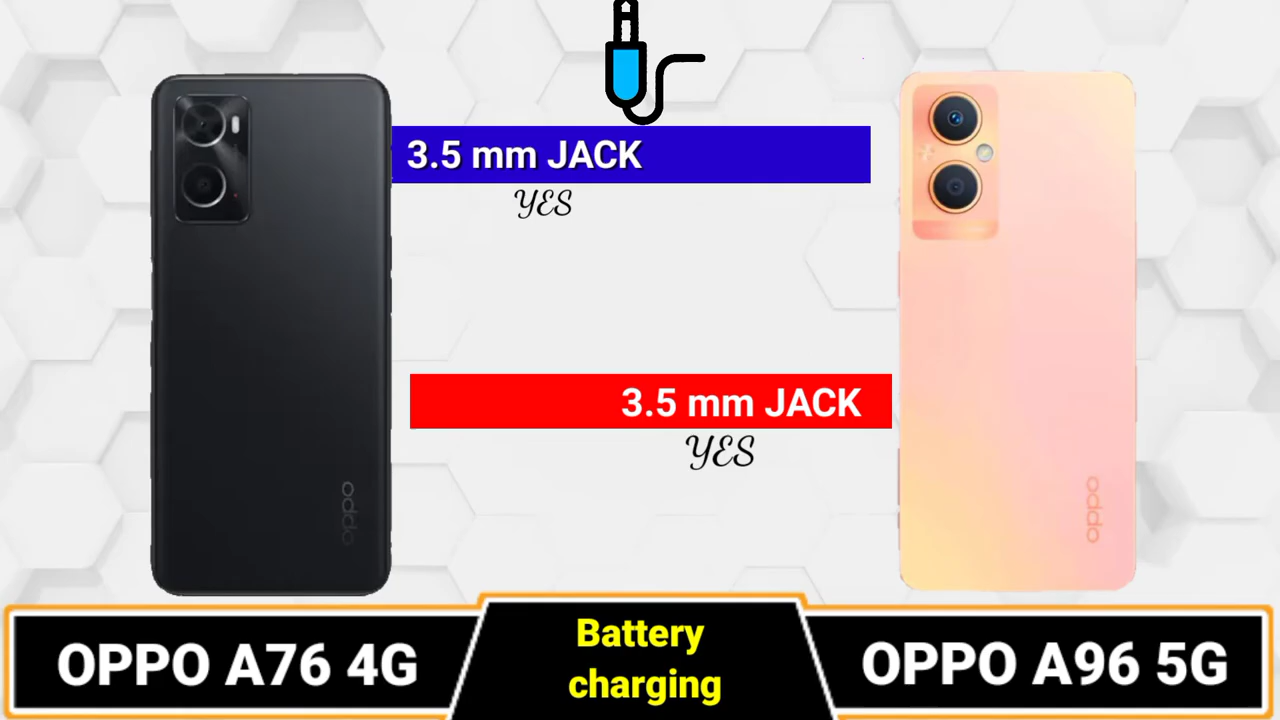 3.5 mm JACK
YES
3.5 mm JACK
YES
oppo
oppo
OPPO A76 4G
Battery
charging
OPPO A96 5G